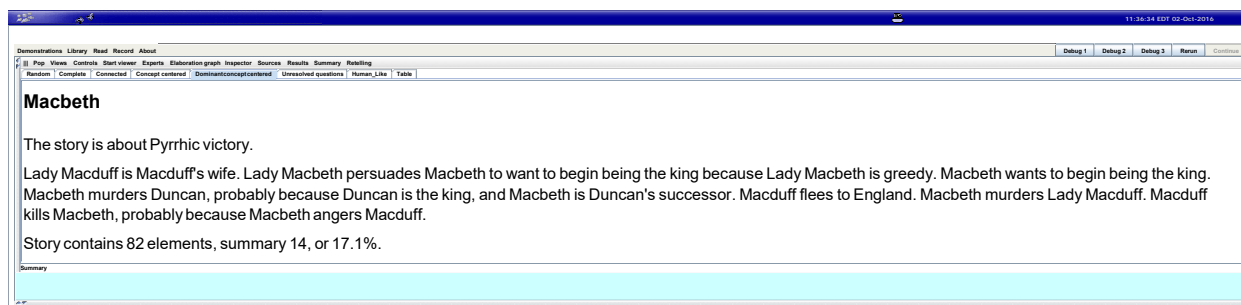 11:36:34 EDT 02-Oct-2016
Demonstrations Library Read Record About
Debug 1 Debug 2 Debug 3 Rerun Continue
||| Pop Views Controls Start viewer Experts Elaboration graph Inspector Sources Results Summary Retelling
Random Complete Connected Concept centered Dominant concept centered Unresolved questions Human_Like Table
Macbeth
The story is about Pyrrhic victory.
Lady Macduff is Macduff's wife. Lady Macbeth persuades Macbeth to want to begin being the king because Lady Macbeth is greedy. Macbeth wants to begin being the king.
Macbeth murders Duncan, probably because Duncan is the king, and Macbeth is Duncan's successor. Macduff flees to England. Macbeth murders Lady Macduff. Macduff
kills Macbeth, probably because Macbeth angers Macduff.
Story contains 82 elements, summary 14, or 17.1%.
Summary